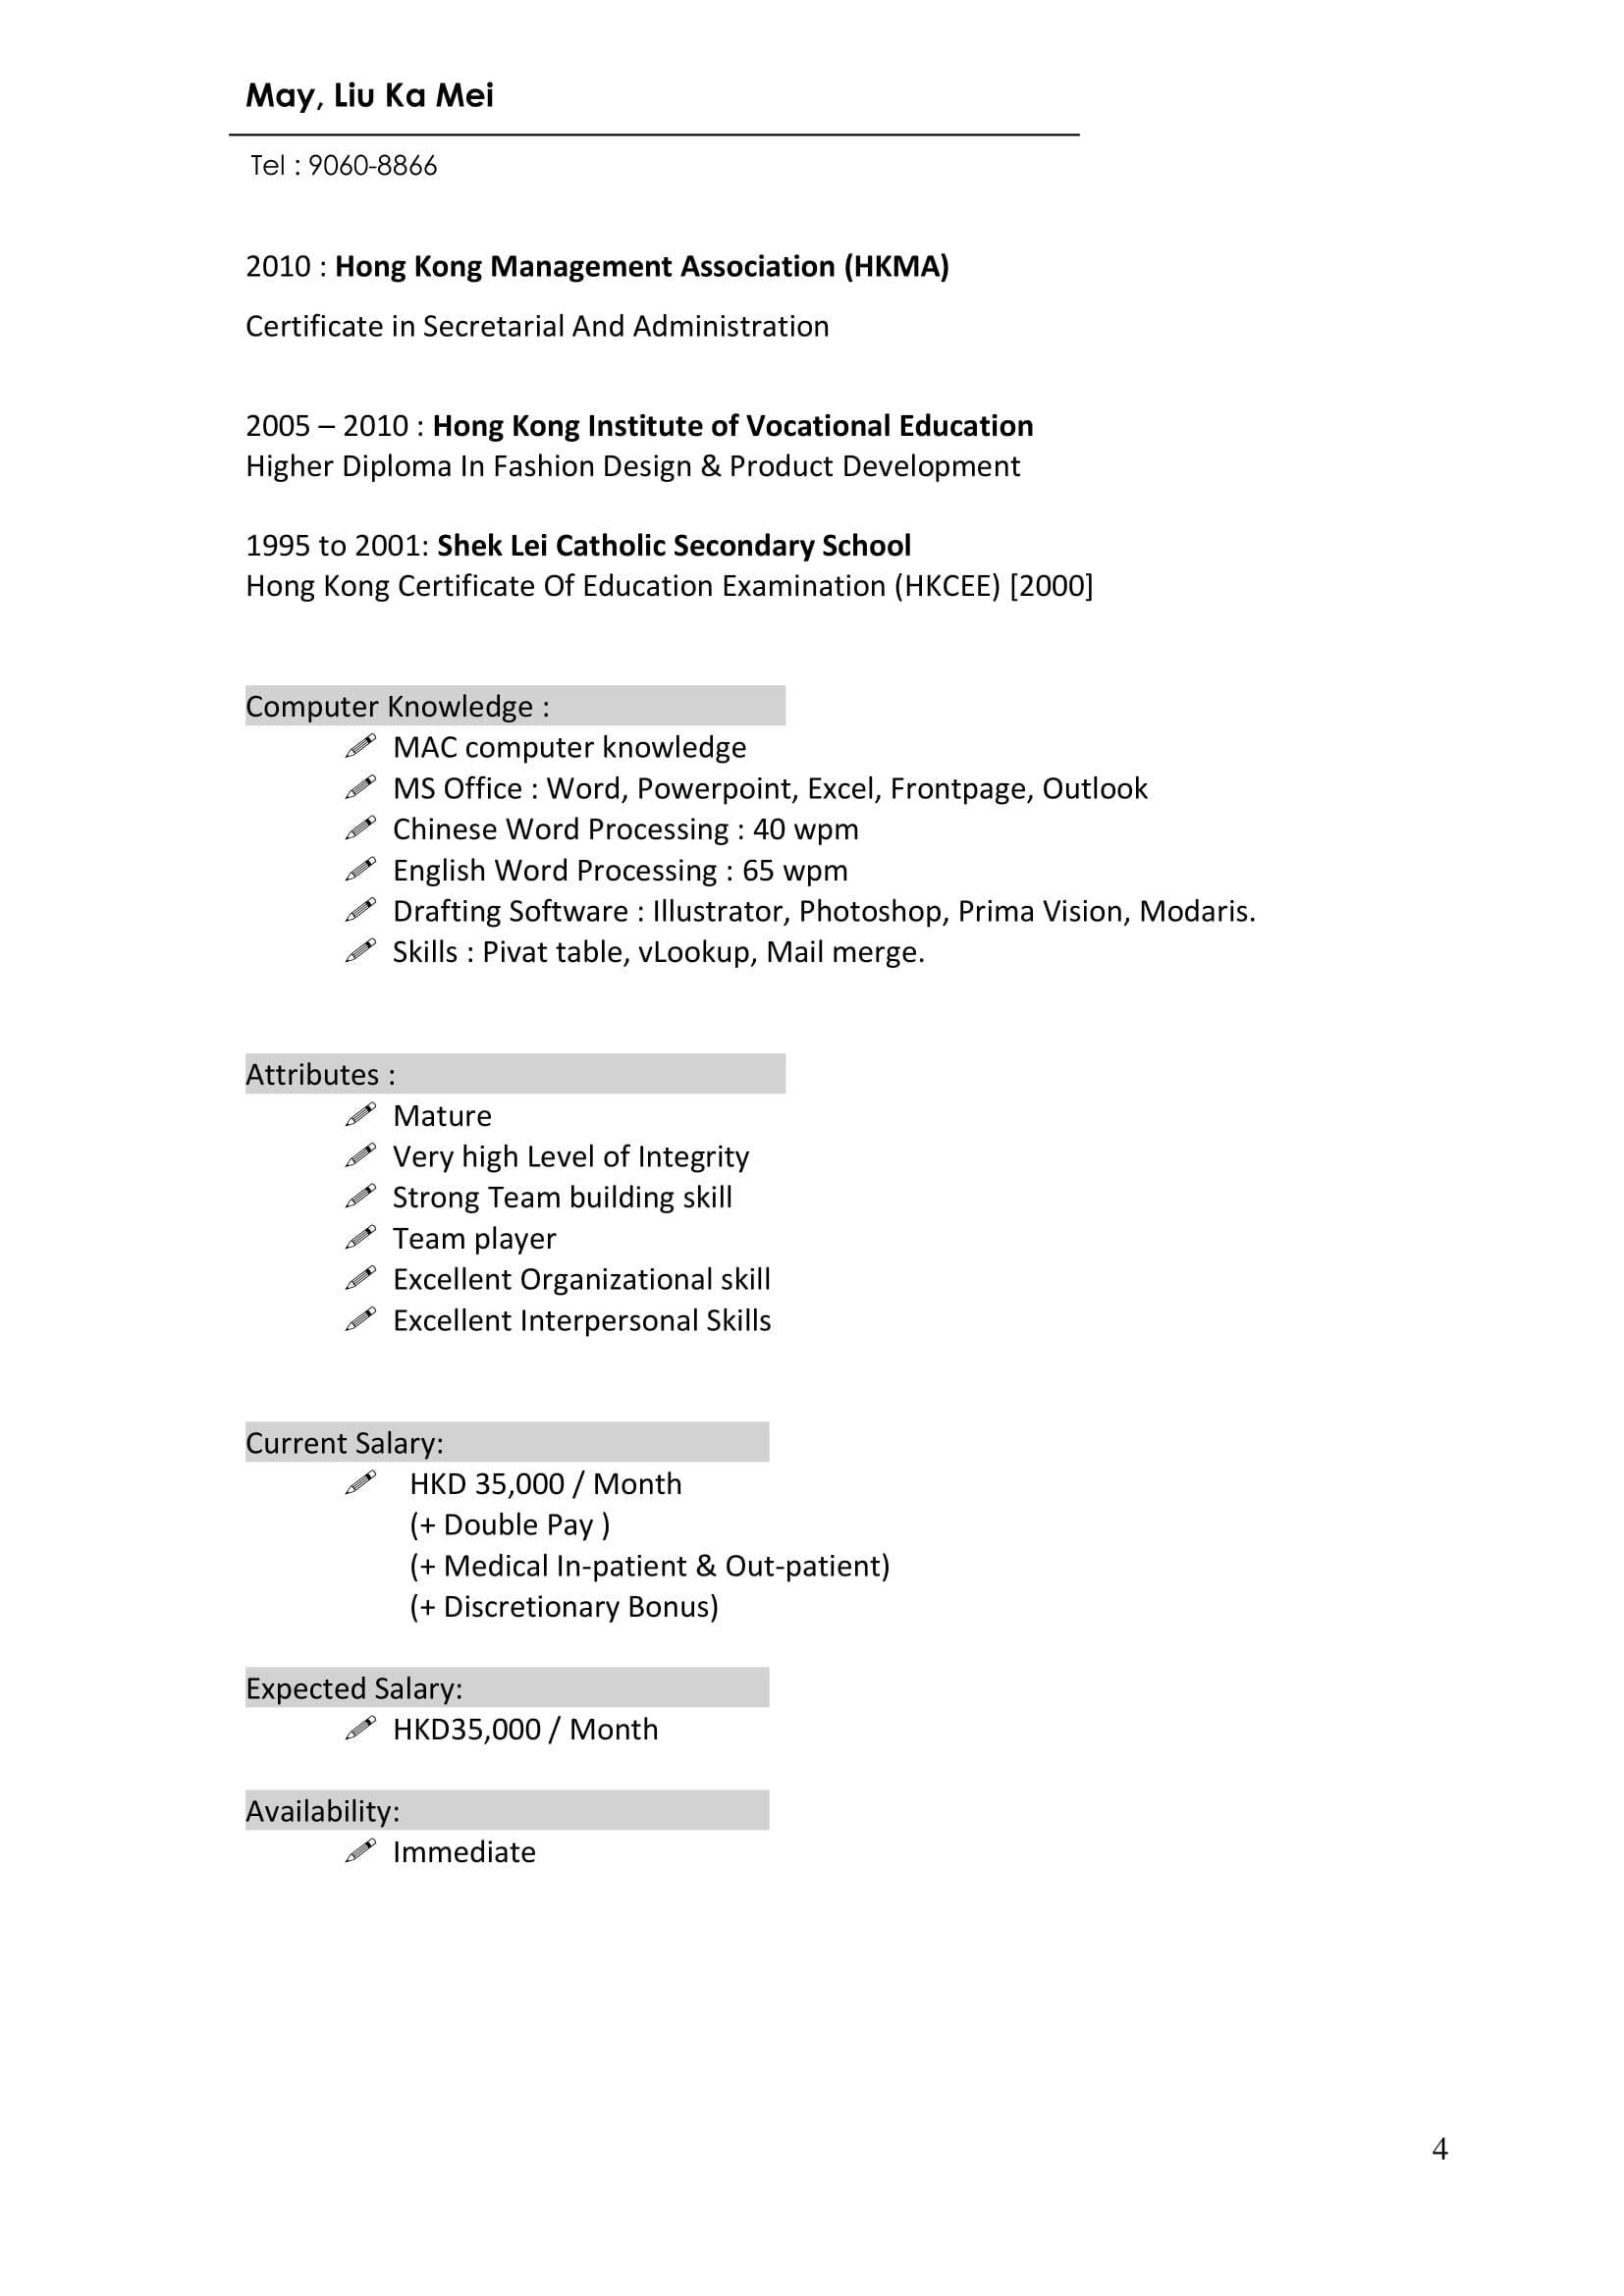 May, Liu Ka Mei
Tel : 9060-8866
2010 : Hong Kong Management Association (HKMA)
Certificate in Secretarial And Administration
2005 – 2010 : Hong Kong Institute of Vocational Education
Higher Diploma In Fashion Design & Product Development
1995 to 2001: Shek Lei Catholic Secondary School
Hong Kong Certificate Of Education Examination (HKCEE) [2000]
Computer Knowledge :
MAC computer knowledge
MS Office : Word, Powerpoint, Excel, Frontpage, Outlook
Chinese Word Processing : 40 wpm
English Word Processing : 65 wpm
Drafting Software : Illustrator, Photoshop, Prima Vision, Modaris.
Skills : Pivat table, vLookup, Mail merge.
Attributes :
Mature
Very high Level of Integrity
Strong Team building skill
Team player
Excellent Organizational skill
Excellent Interpersonal Skills
Current Salary:
HKD 35,000 / Month
(+ Double Pay )
(+ Medical In-patient & Out-patient)
(+ Discretionary Bonus)
Expected Salary:
HKD35,000 / Month
Availability:
Immediate
4